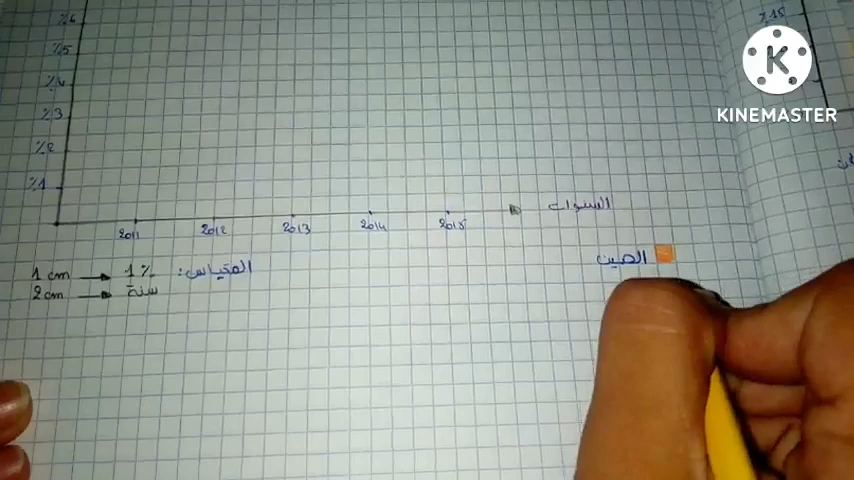 %6
%5
%4
%3
%2
%1
2011 2012 2013 2014 2015
السنوات
1 cm → 1% المقياس:
2 cm → سنة
الصين
%15
KINEMASTER